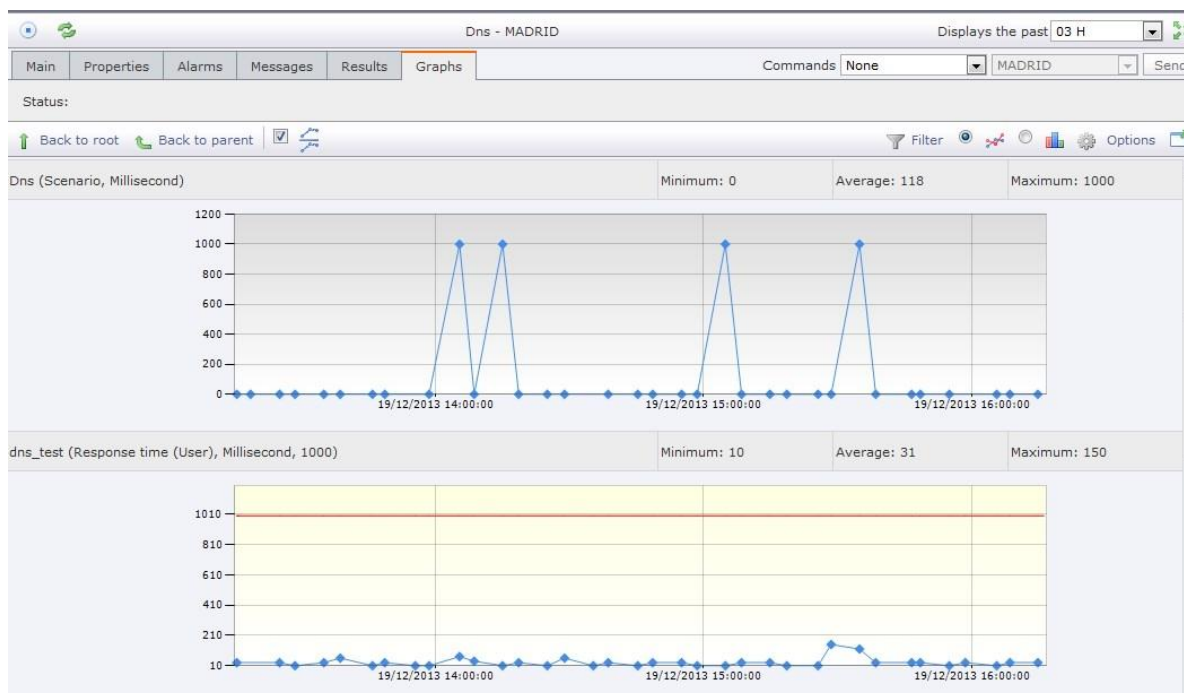 Dns - MADRID
Displays the past 03 H
Main Properties Alarms Messages Results Graphs
Commands None MADRID
Status:
Back to root Back to parent
Filter Options
Dns (Scenario, Millisecond) Minimum: 0 Average: 118 Maximum: 1000
1200
1000
800
600
400
200
0
19/12/2013 14:00:00 19/12/2013 15:00:00 19/12/2013 16:00:00
dns_test (Response time (User), Millisecond, 1000) Minimum: 10 Average: 31 Maximum: 150
1010
810
610
410
210
10
19/12/2013 14:00:00 19/12/2013 15:00:00 19/12/2013 16:00:00